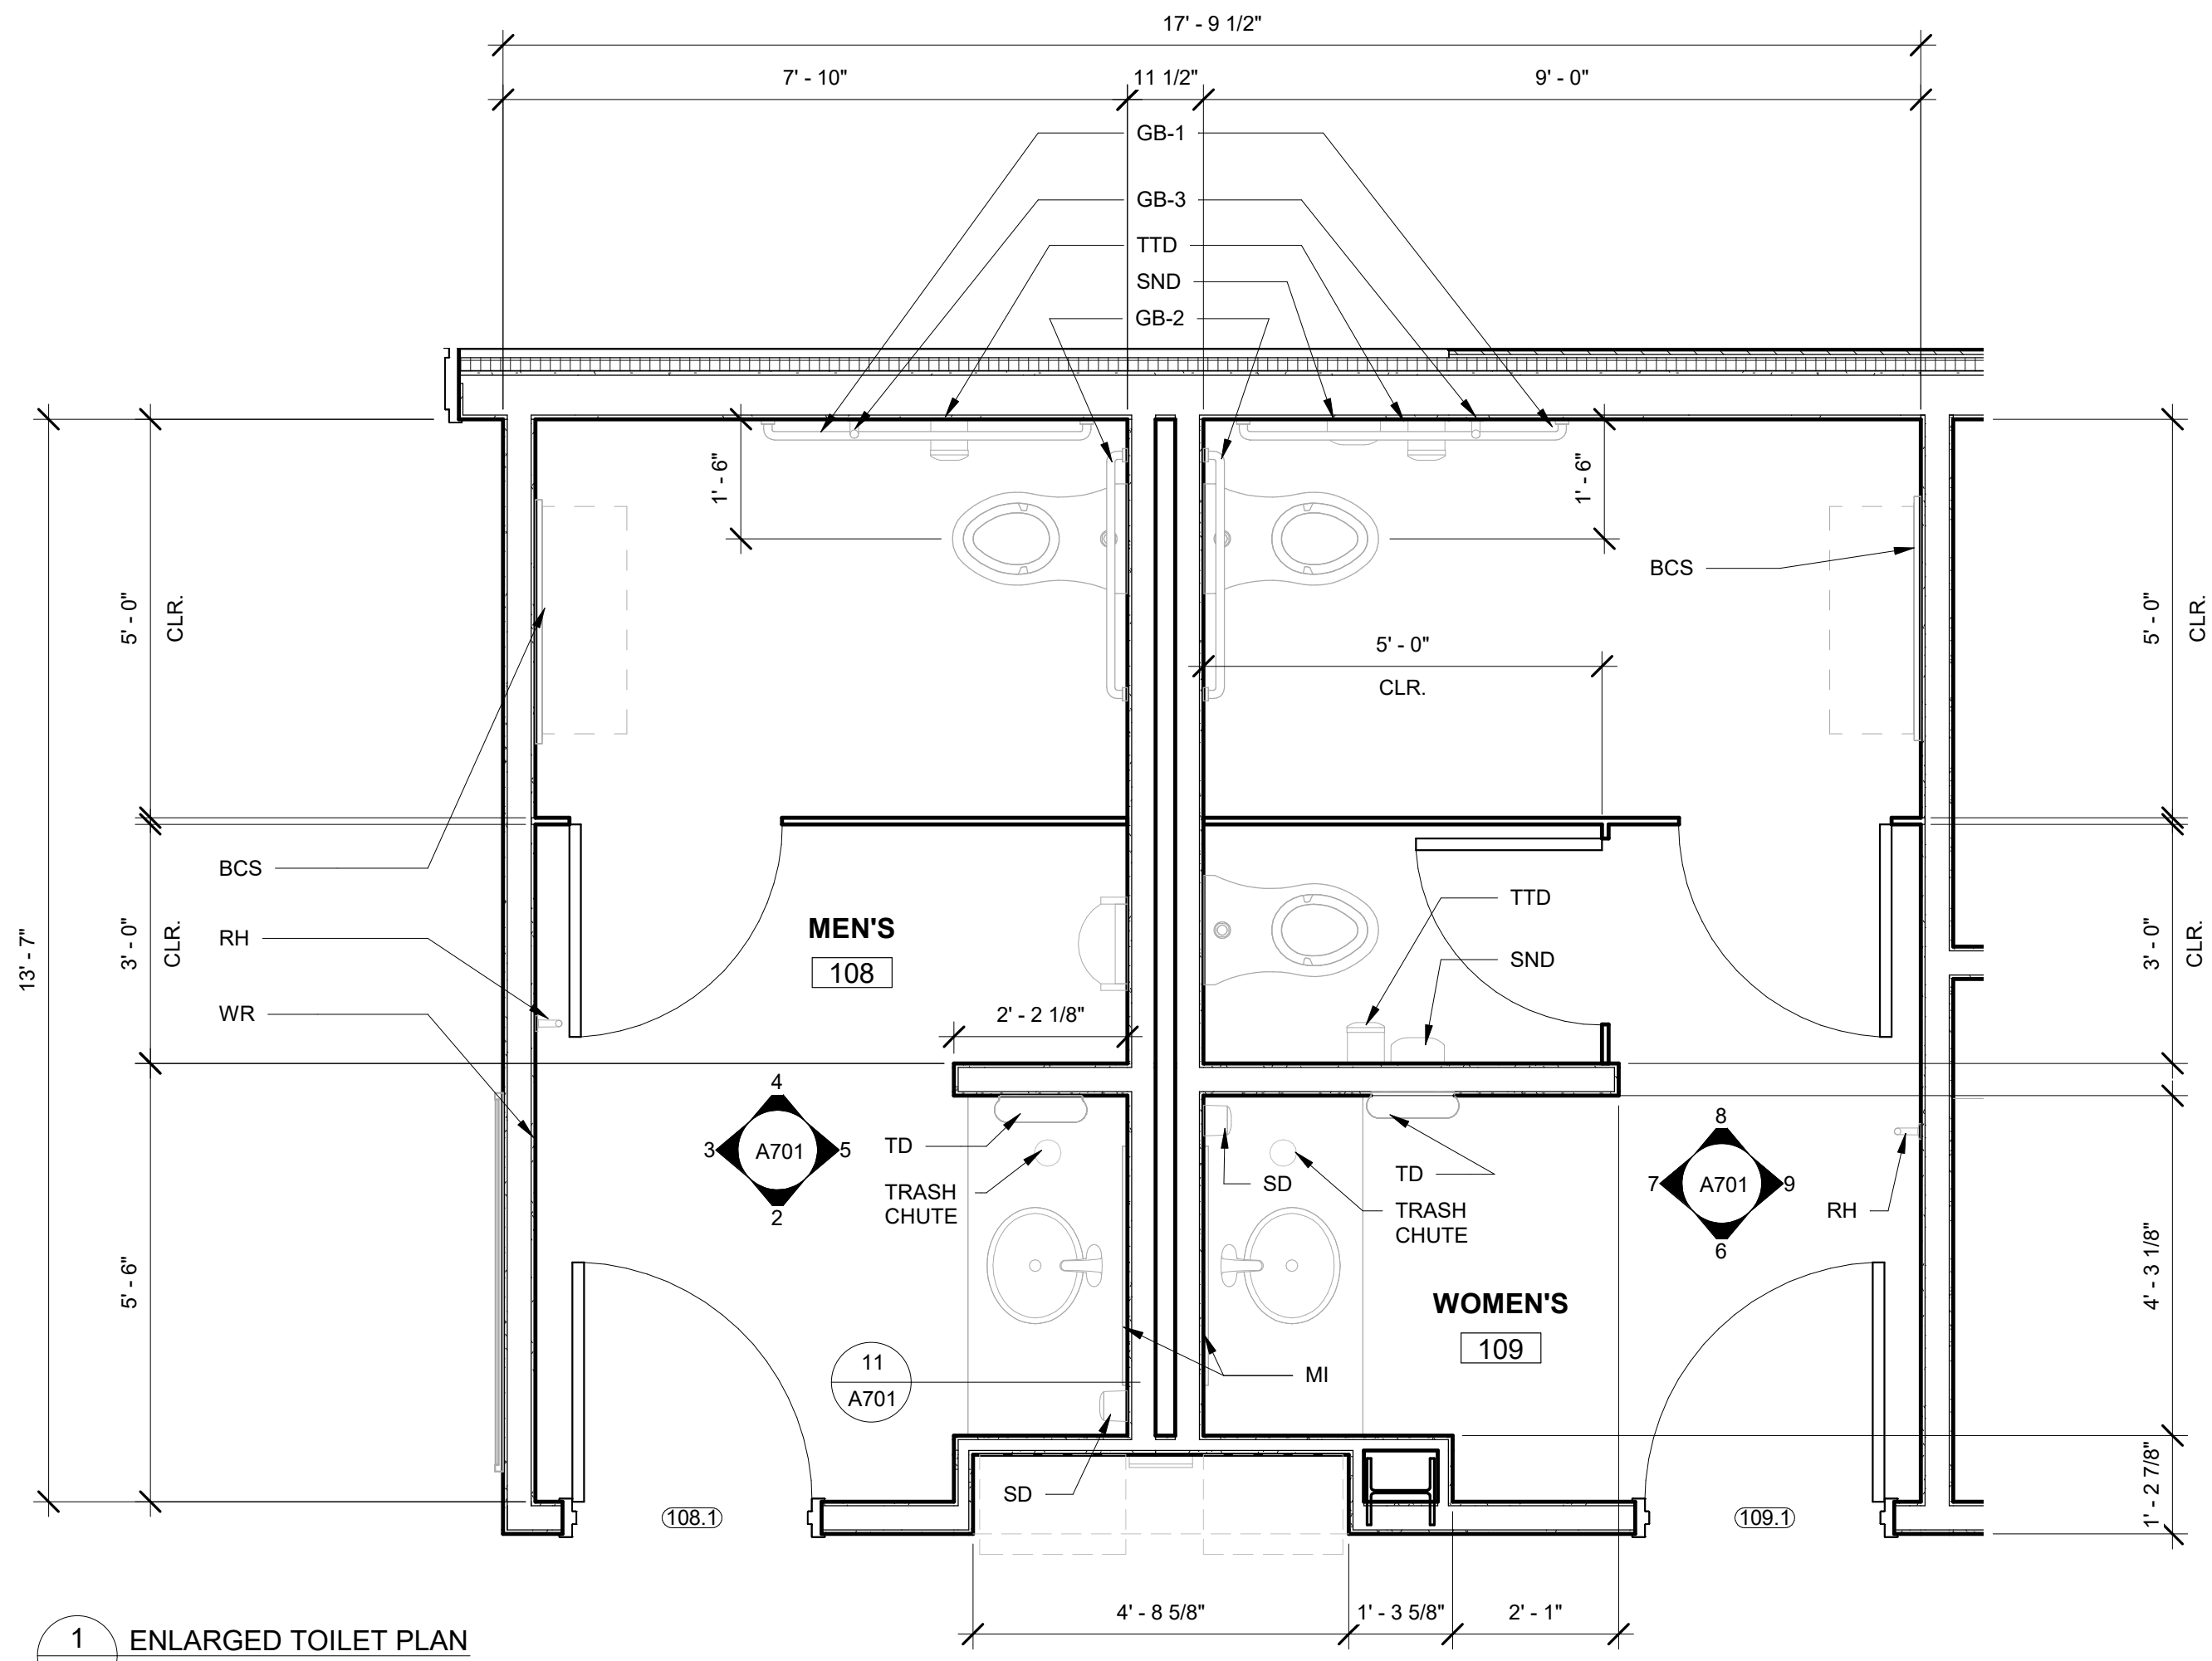 17' - 9 1/2"
7' - 10"
11 1/2"
9' - 0"
GB-1
GB-3
TTD
SND
GB-2
1' - 6"
1' - 6"
BCS
5' - 0"
CLR.
5' - 0"
CLR.
5' - 0"
CLR.
13' - 7"
BCS
RH
WR
3' - 0"
CLR.
MEN'S
108
2' - 2 1/8"
TTD
SND
3' - 0"
CLR.
4
3
A701
5
2
TD
TRASH
CHUTE
SD
TD
TRASH
CHUTE
8
7
A701
9
6
RH
5' - 6"
4' - 3 1/8"
WOMEN'S
109
MI
11
A701
SD
108.1
109.1
1' - 2 7/8"
4' - 8 5/8"
1' - 3 5/8"
2' - 1"
1
ENLARGED TOILET PLAN